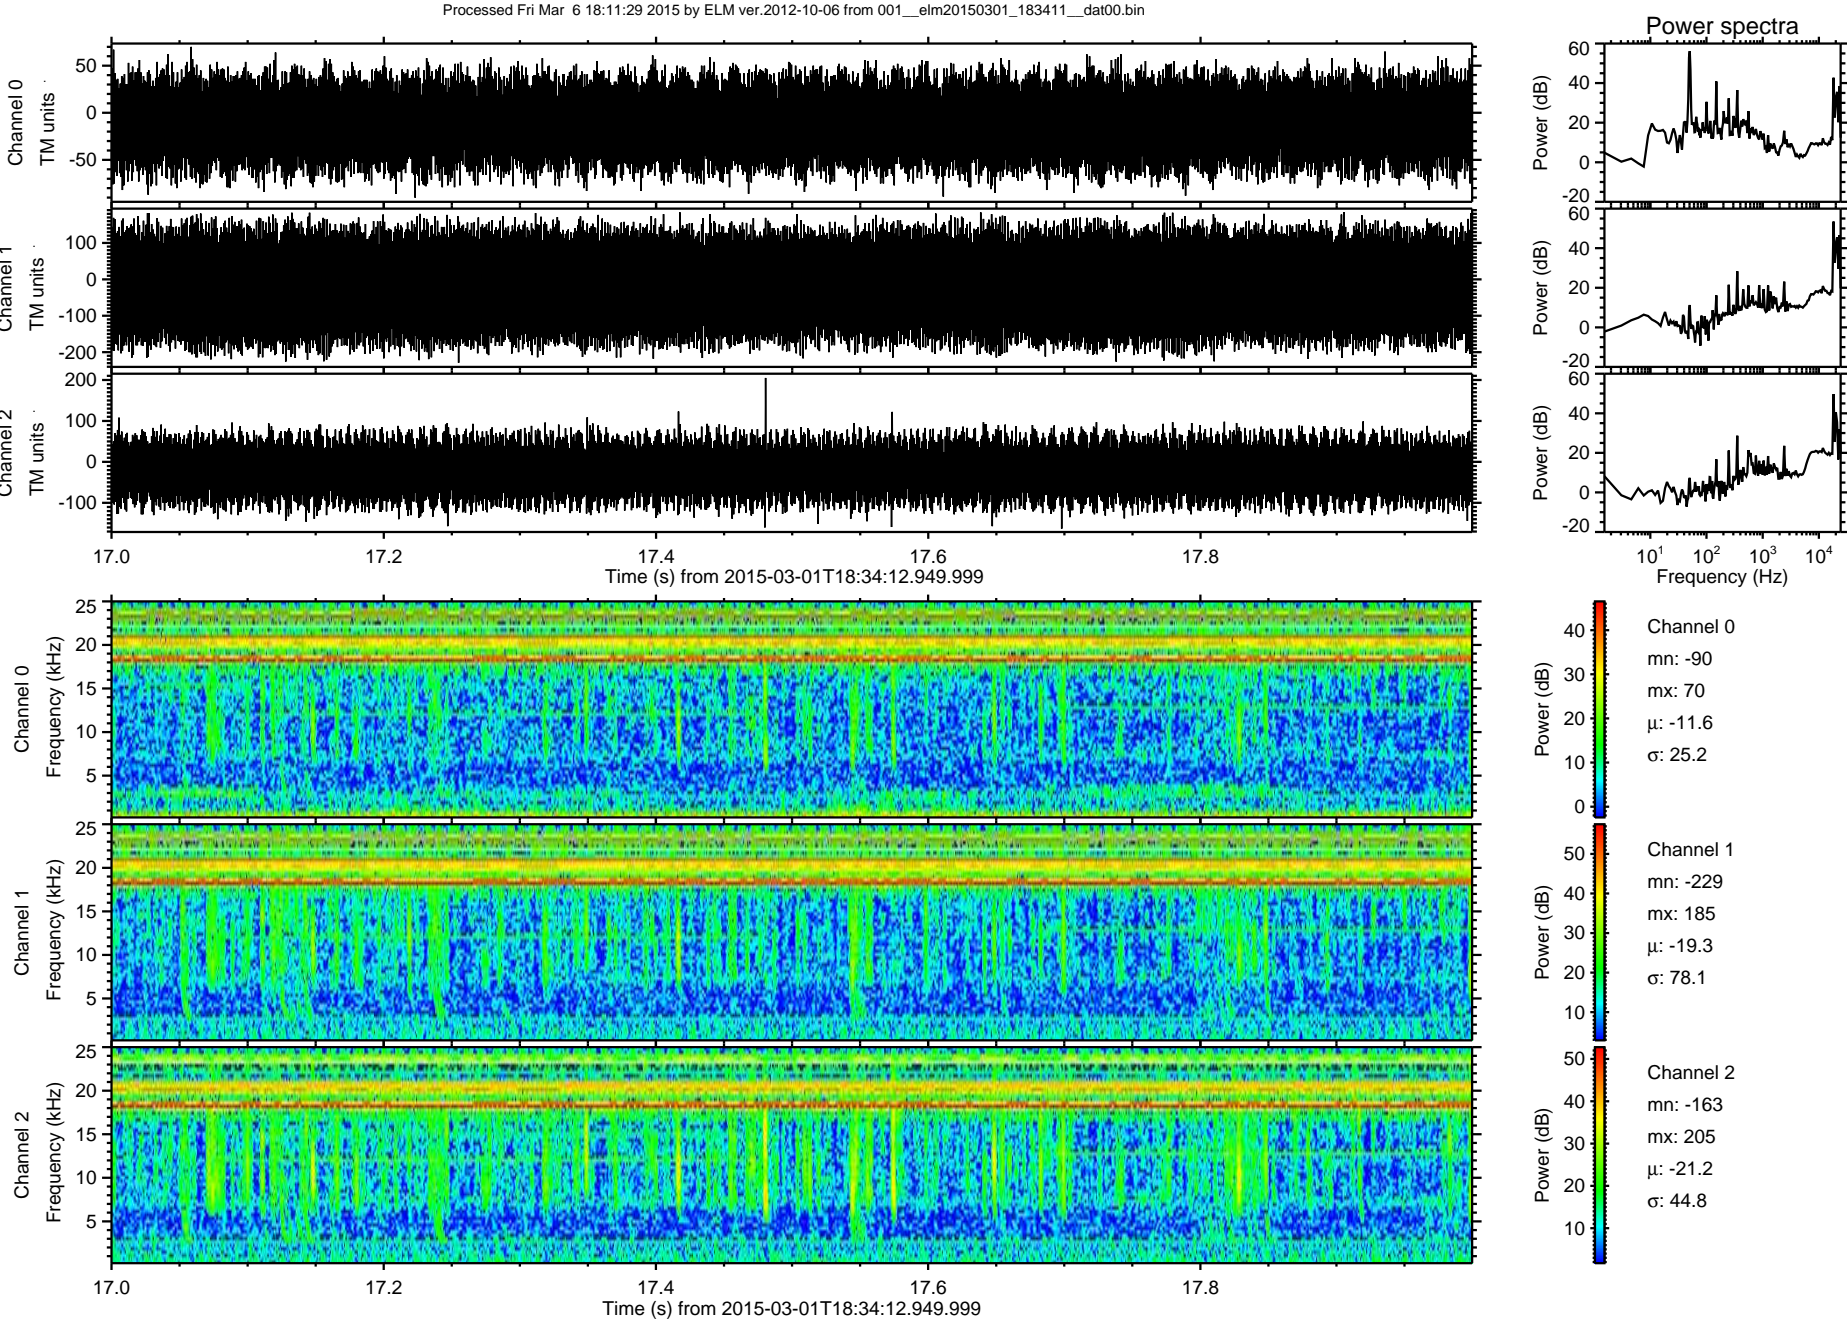 Processed Fri Mar  6 18:11:29 2015 by ELM ver.2012-10-06 from 001__elm20150301_183411__dat00.bin
Power spectra
Channel 0
TM units
50
0
-50
Power (dB)
60
40
20
0
-20
Channel 1
TM units
100
0
-100
-200
Power (dB)
60
40
20
0
-20
Channel 2
TM units
200
100
0
-100
Power (dB)
60
40
20
0
-20
17.0 17.2 17.4 17.6 17.8
Time (s) from 2015-03-01T18:34:12.949.999
10^1 10^2 10^3 10^4
Frequency (Hz)
Channel 0
Frequency (kHz)
25
20
15
10
5
Power (dB)
40
30
20
10
0
Channel 0
mn: -90
mx: 70
μ: -11.6
σ: 25.2
Channel 1
Frequency (kHz)
25
20
15
10
5
Power (dB)
50
40
30
20
10
Channel 1
mn: -229
mx: 185
μ: -19.3
σ: 78.1
Channel 2
Frequency (kHz)
25
20
15
10
5
Power (dB)
50
40
30
20
10
Channel 2
mn: -163
mx: 205
μ: -21.2
σ: 44.8
17.0 17.2 17.4 17.6 17.8
Time (s) from 2015-03-01T18:34:12.949.999